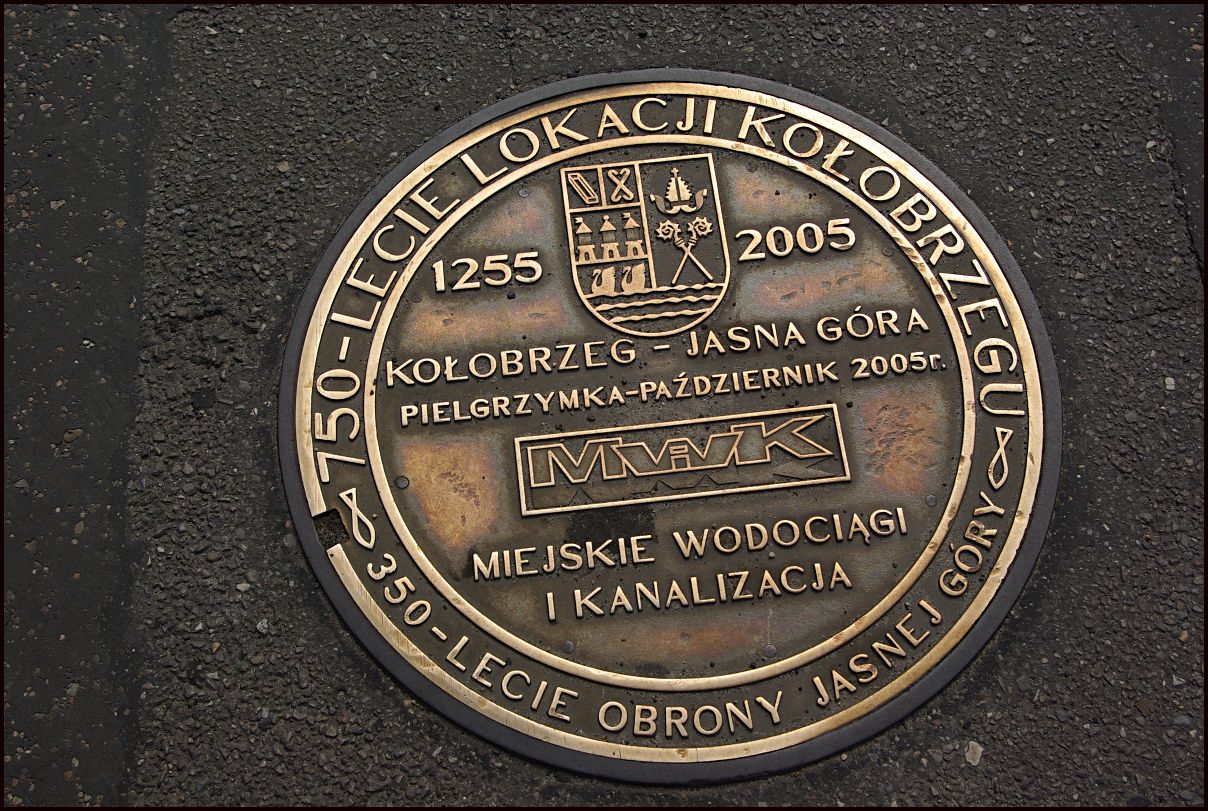 750-LECIE LOKACJI KOŁOBRZEGU
1255
2005
KOŁOBRZEG - JASNA GÓRA
PIELGRZYMKA-PAŹDZIERNIK 2005r.
MWiK
MIEJSKIE WODOCIĄGI
I KANALIZACJA
350-LECIE OBRONY JASNEJ GÓRY